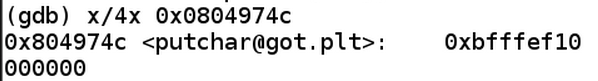 (gdb) x/4x 0x0804974c
0x804974c <putchar@got.plt>:    0xbfffef10
000000